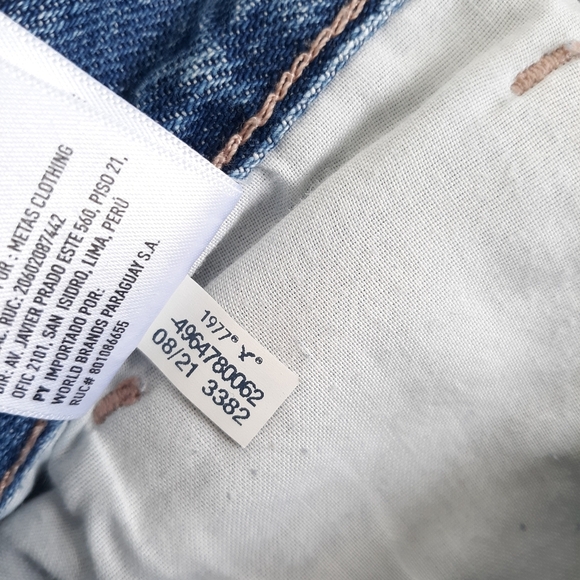 OR : METAS CLOTHING
RUC: 20602087442
DIR: AV. JAVIER PRADO ESTE 560, PISO 21,
OFIC 2101, SAN ISIDRO, LIMA, PERÚ
PY IMPORTADO POR:
WORLD BRANDS PARAGUAY S.A.
RUC# 801086655
1977® ®
4964780062
08/21 3382